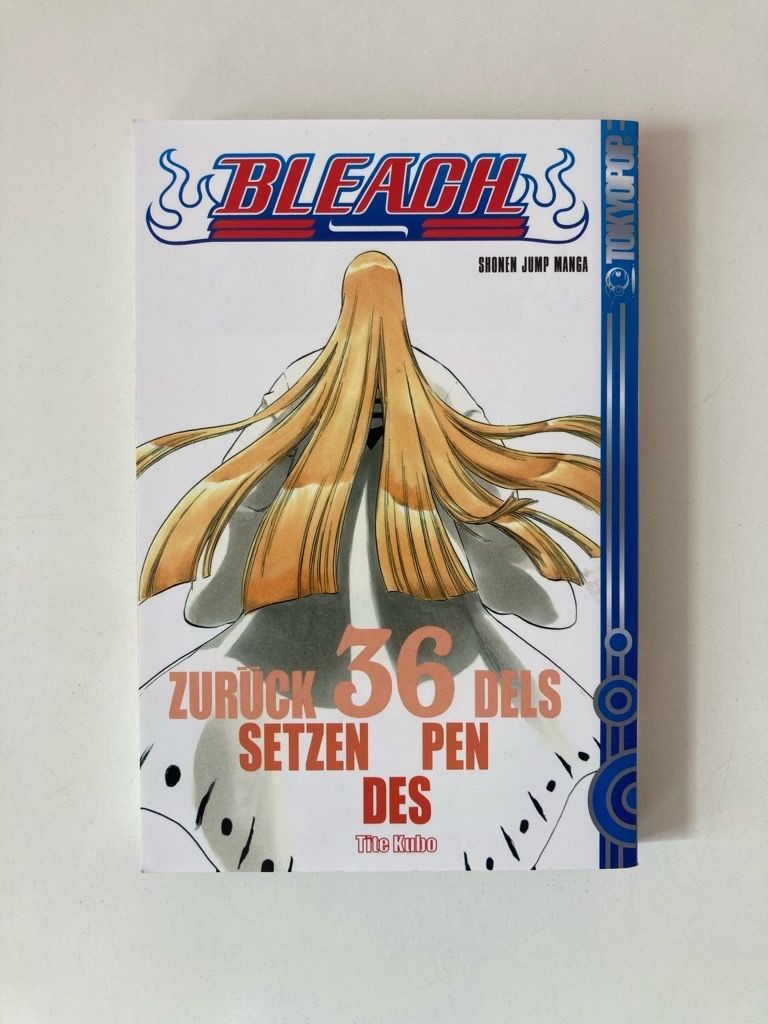 BLEACH
SHONEN JUMP MANGA
TOKYOPOP
ZURÜCK 36 DELS
SETZEN PEN
DES
Tite Kubo